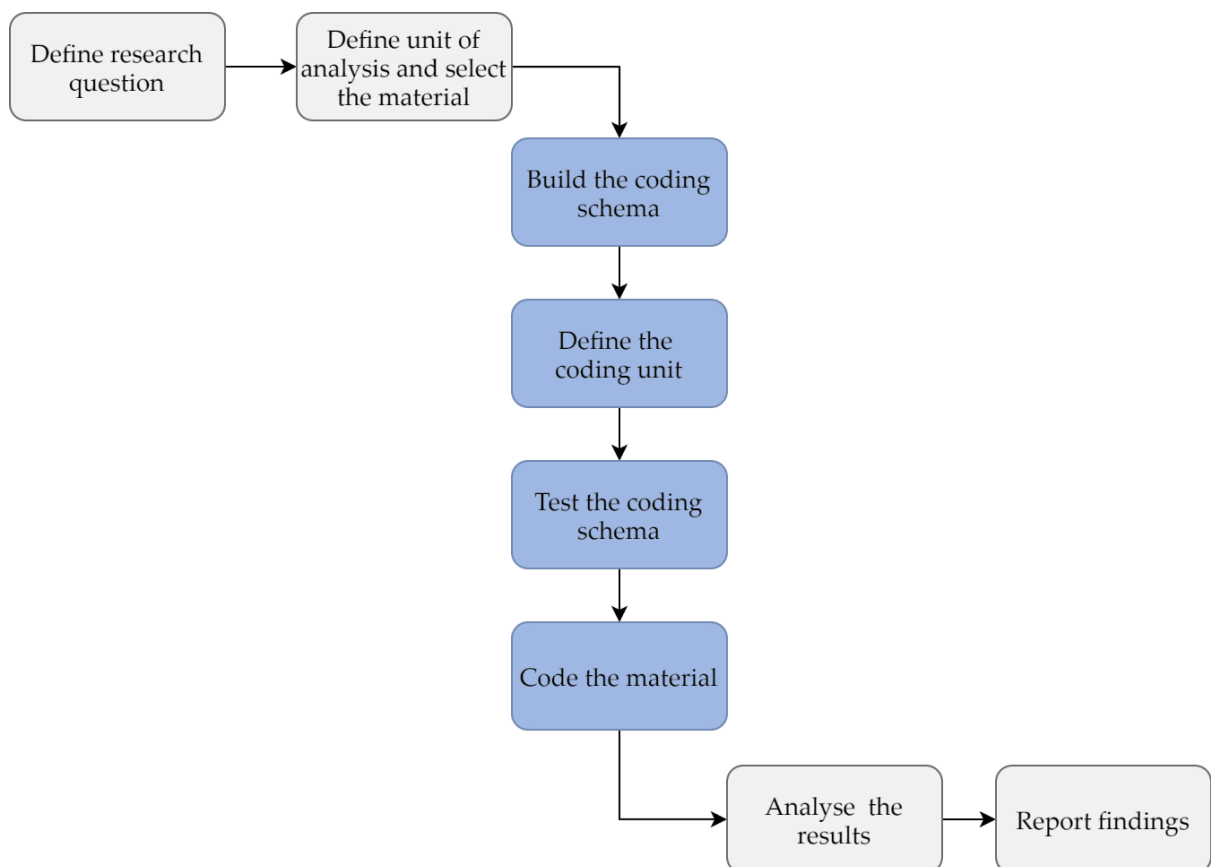 Define research
question
Define unit of
analysis and select
the material
Build the coding
schema
Define the
coding unit
Test the coding
schema
Code the material
Analyse the
results
Report findings